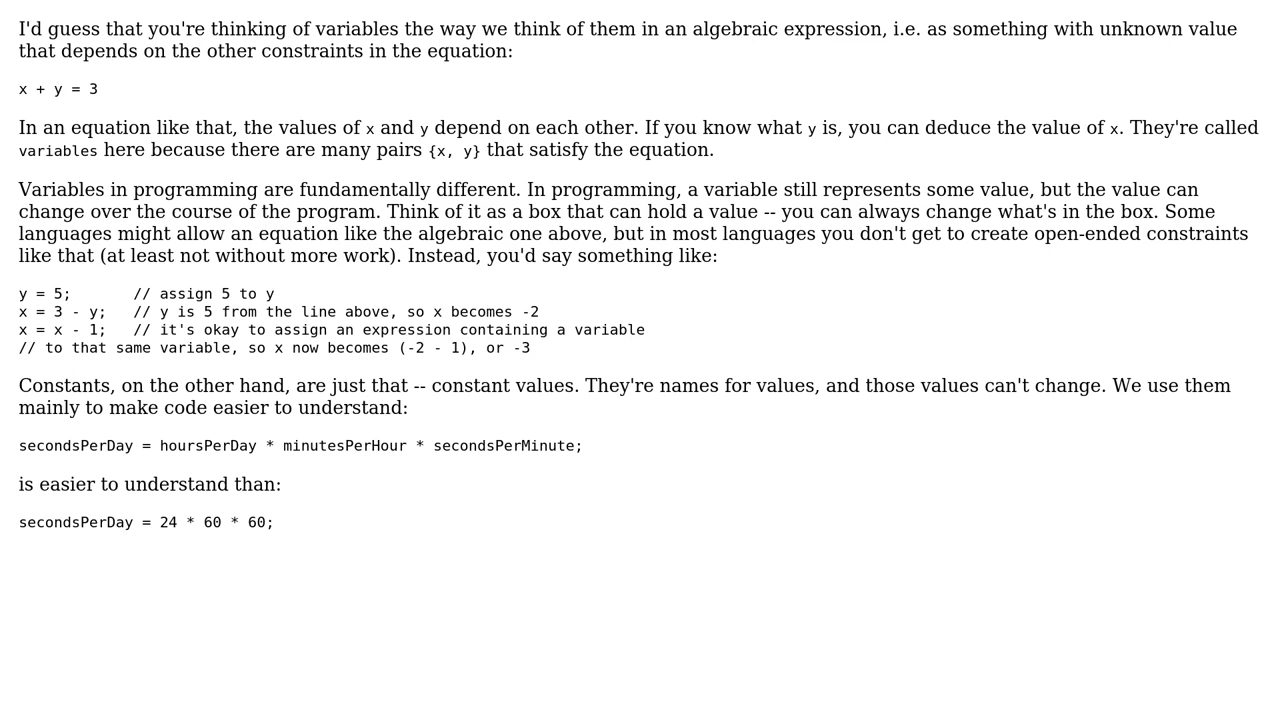 I'd guess that you're thinking of variables the way we think of them in an algebraic expression, i.e. as something with unknown value
that depends on the other constraints in the equation:
x + y = 3
In an equation like that, the values of x and y depend on each other. If you know what y is, you can deduce the value of x. They're called
variables here because there are many pairs {x, y} that satisfy the equation.
Variables in programming are fundamentally different. In programming, a variable still represents some value, but the value can
change over the course of the program. Think of it as a box that can hold a value -- you can always change what's in the box. Some
languages might allow an equation like the algebraic one above, but in most languages you don't get to create open-ended constraints
like that (at least not without more work). Instead, you'd say something like:
y = 5;       // assign 5 to y
x = 3 - y;   // y is 5 from the line above, so x becomes -2
x = x - 1;   // it's okay to assign an expression containing a variable
// to that same variable, so x now becomes (-2 - 1), or -3
Constants, on the other hand, are just that -- constant values. They're names for values, and those values can't change. We use them
mainly to make code easier to understand:
secondsPerDay = hoursPerDay * minutesPerHour * secondsPerMinute;
is easier to understand than:
secondsPerDay = 24 * 60 * 60;